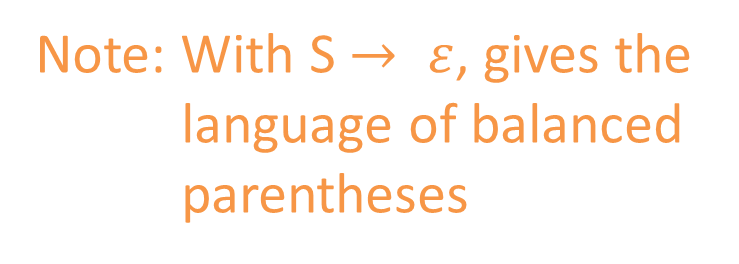 Note: With S → ε, gives the
language of balanced
parentheses